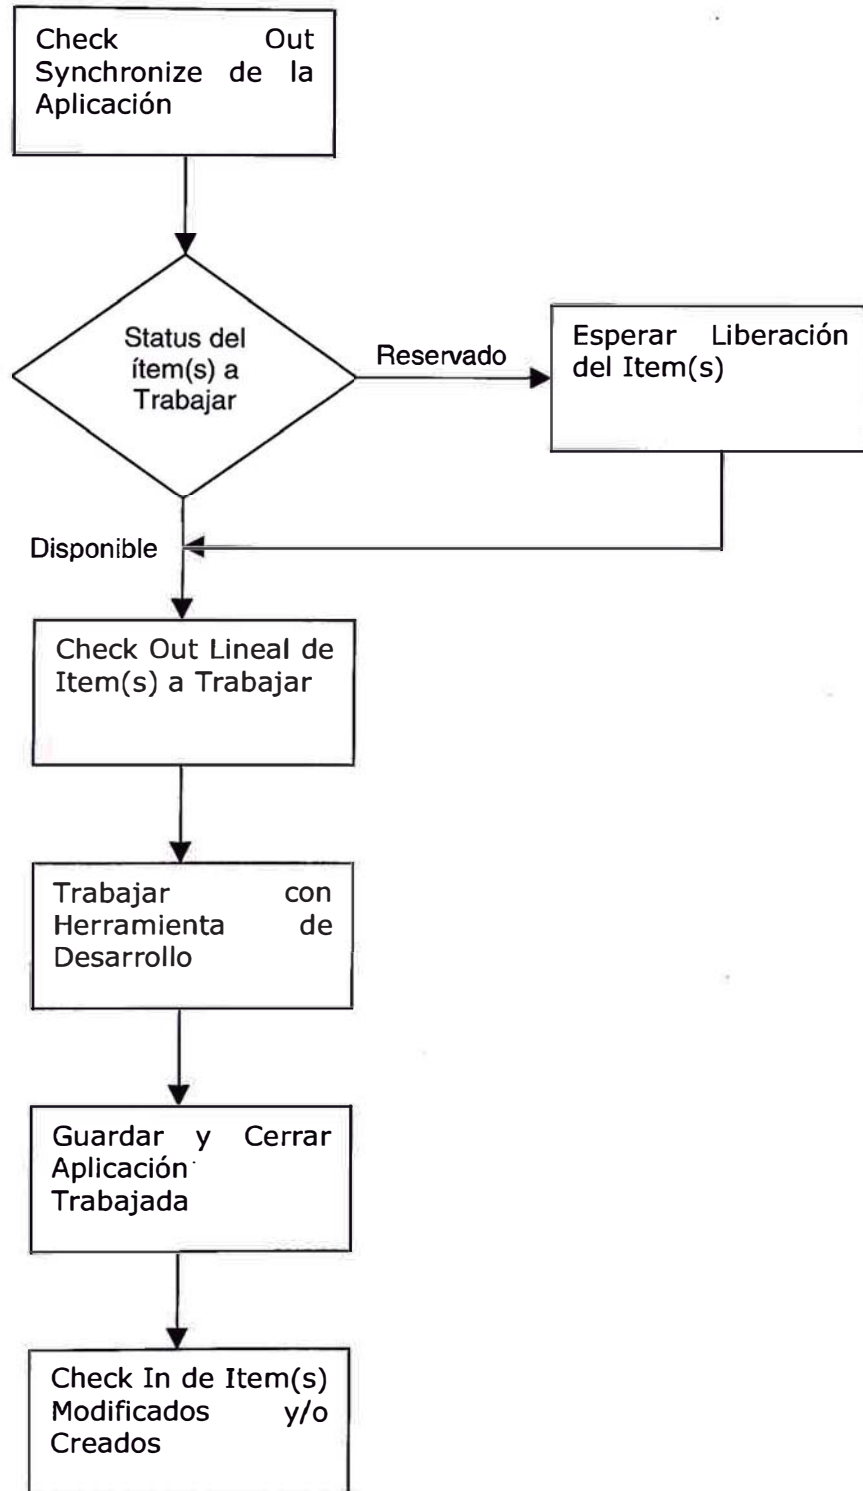 Check Out
Synchronize de la
Aplicación
Status del
ítem(s) a
Trabajar
Reservado
Esperar Liberación
del Item(s)
Disponible
Check Out Lineal de
Item(s) a Trabajar
Trabajar con
Herramienta de
Desarrollo
Guardar y Cerrar
Aplicación
Trabajada
Check In de Item(s)
Modificados y/o
Creados